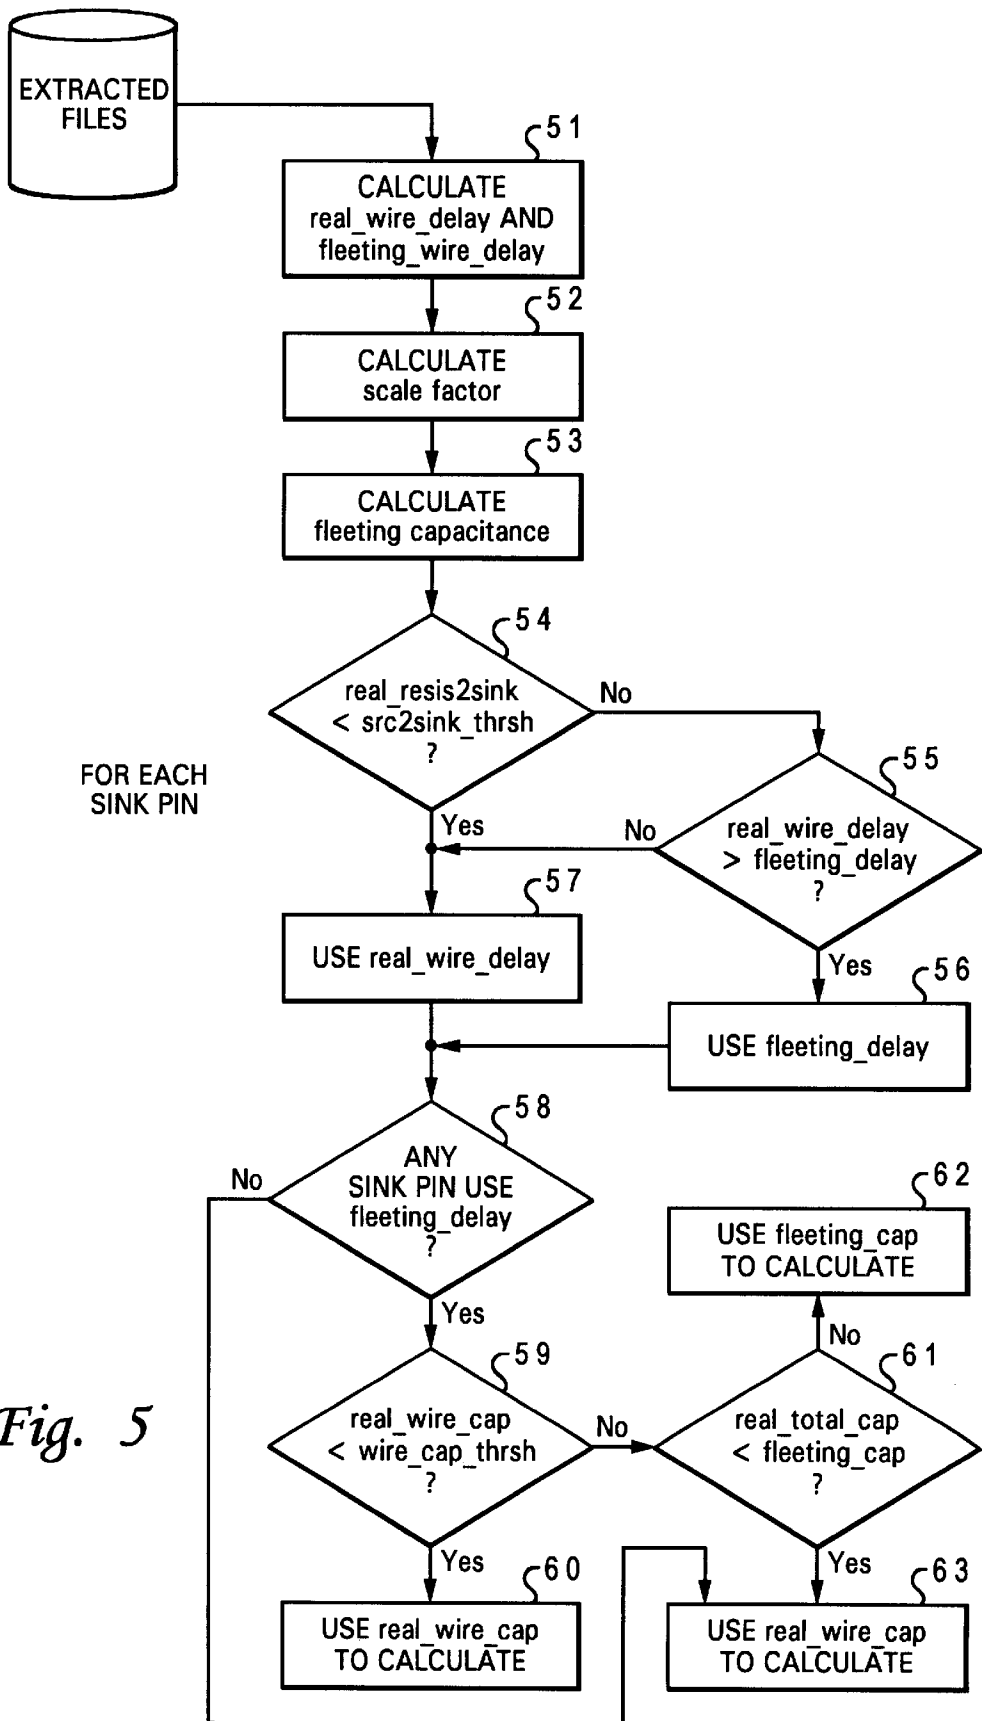 EXTRACTED
FILES
51
CALCULATE
real_wire_delay AND
fleeting_wire_delay
52
CALCULATE
scale factor
53
CALCULATE
fleeting capacitance
54
real_resis2sink
< src2sink_thrsh
?
No
FOR EACH
SINK PIN
55
real_wire_delay
> fleeting_delay
?
Yes
No
57
USE real_wire_delay
Yes
56
USE fleeting_delay
58
ANY
SINK PIN USE
fleeting_delay
?
No
Yes
62
USE fleeting_cap
TO CALCULATE
No
59
real_wire_cap
< wire_cap_thrsh
?
No
61
real_total_cap
< fleeting_cap
?
Fig. 5
Yes
Yes
60
USE real_wire_cap
TO CALCULATE
63
USE real_wire_cap
TO CALCULATE